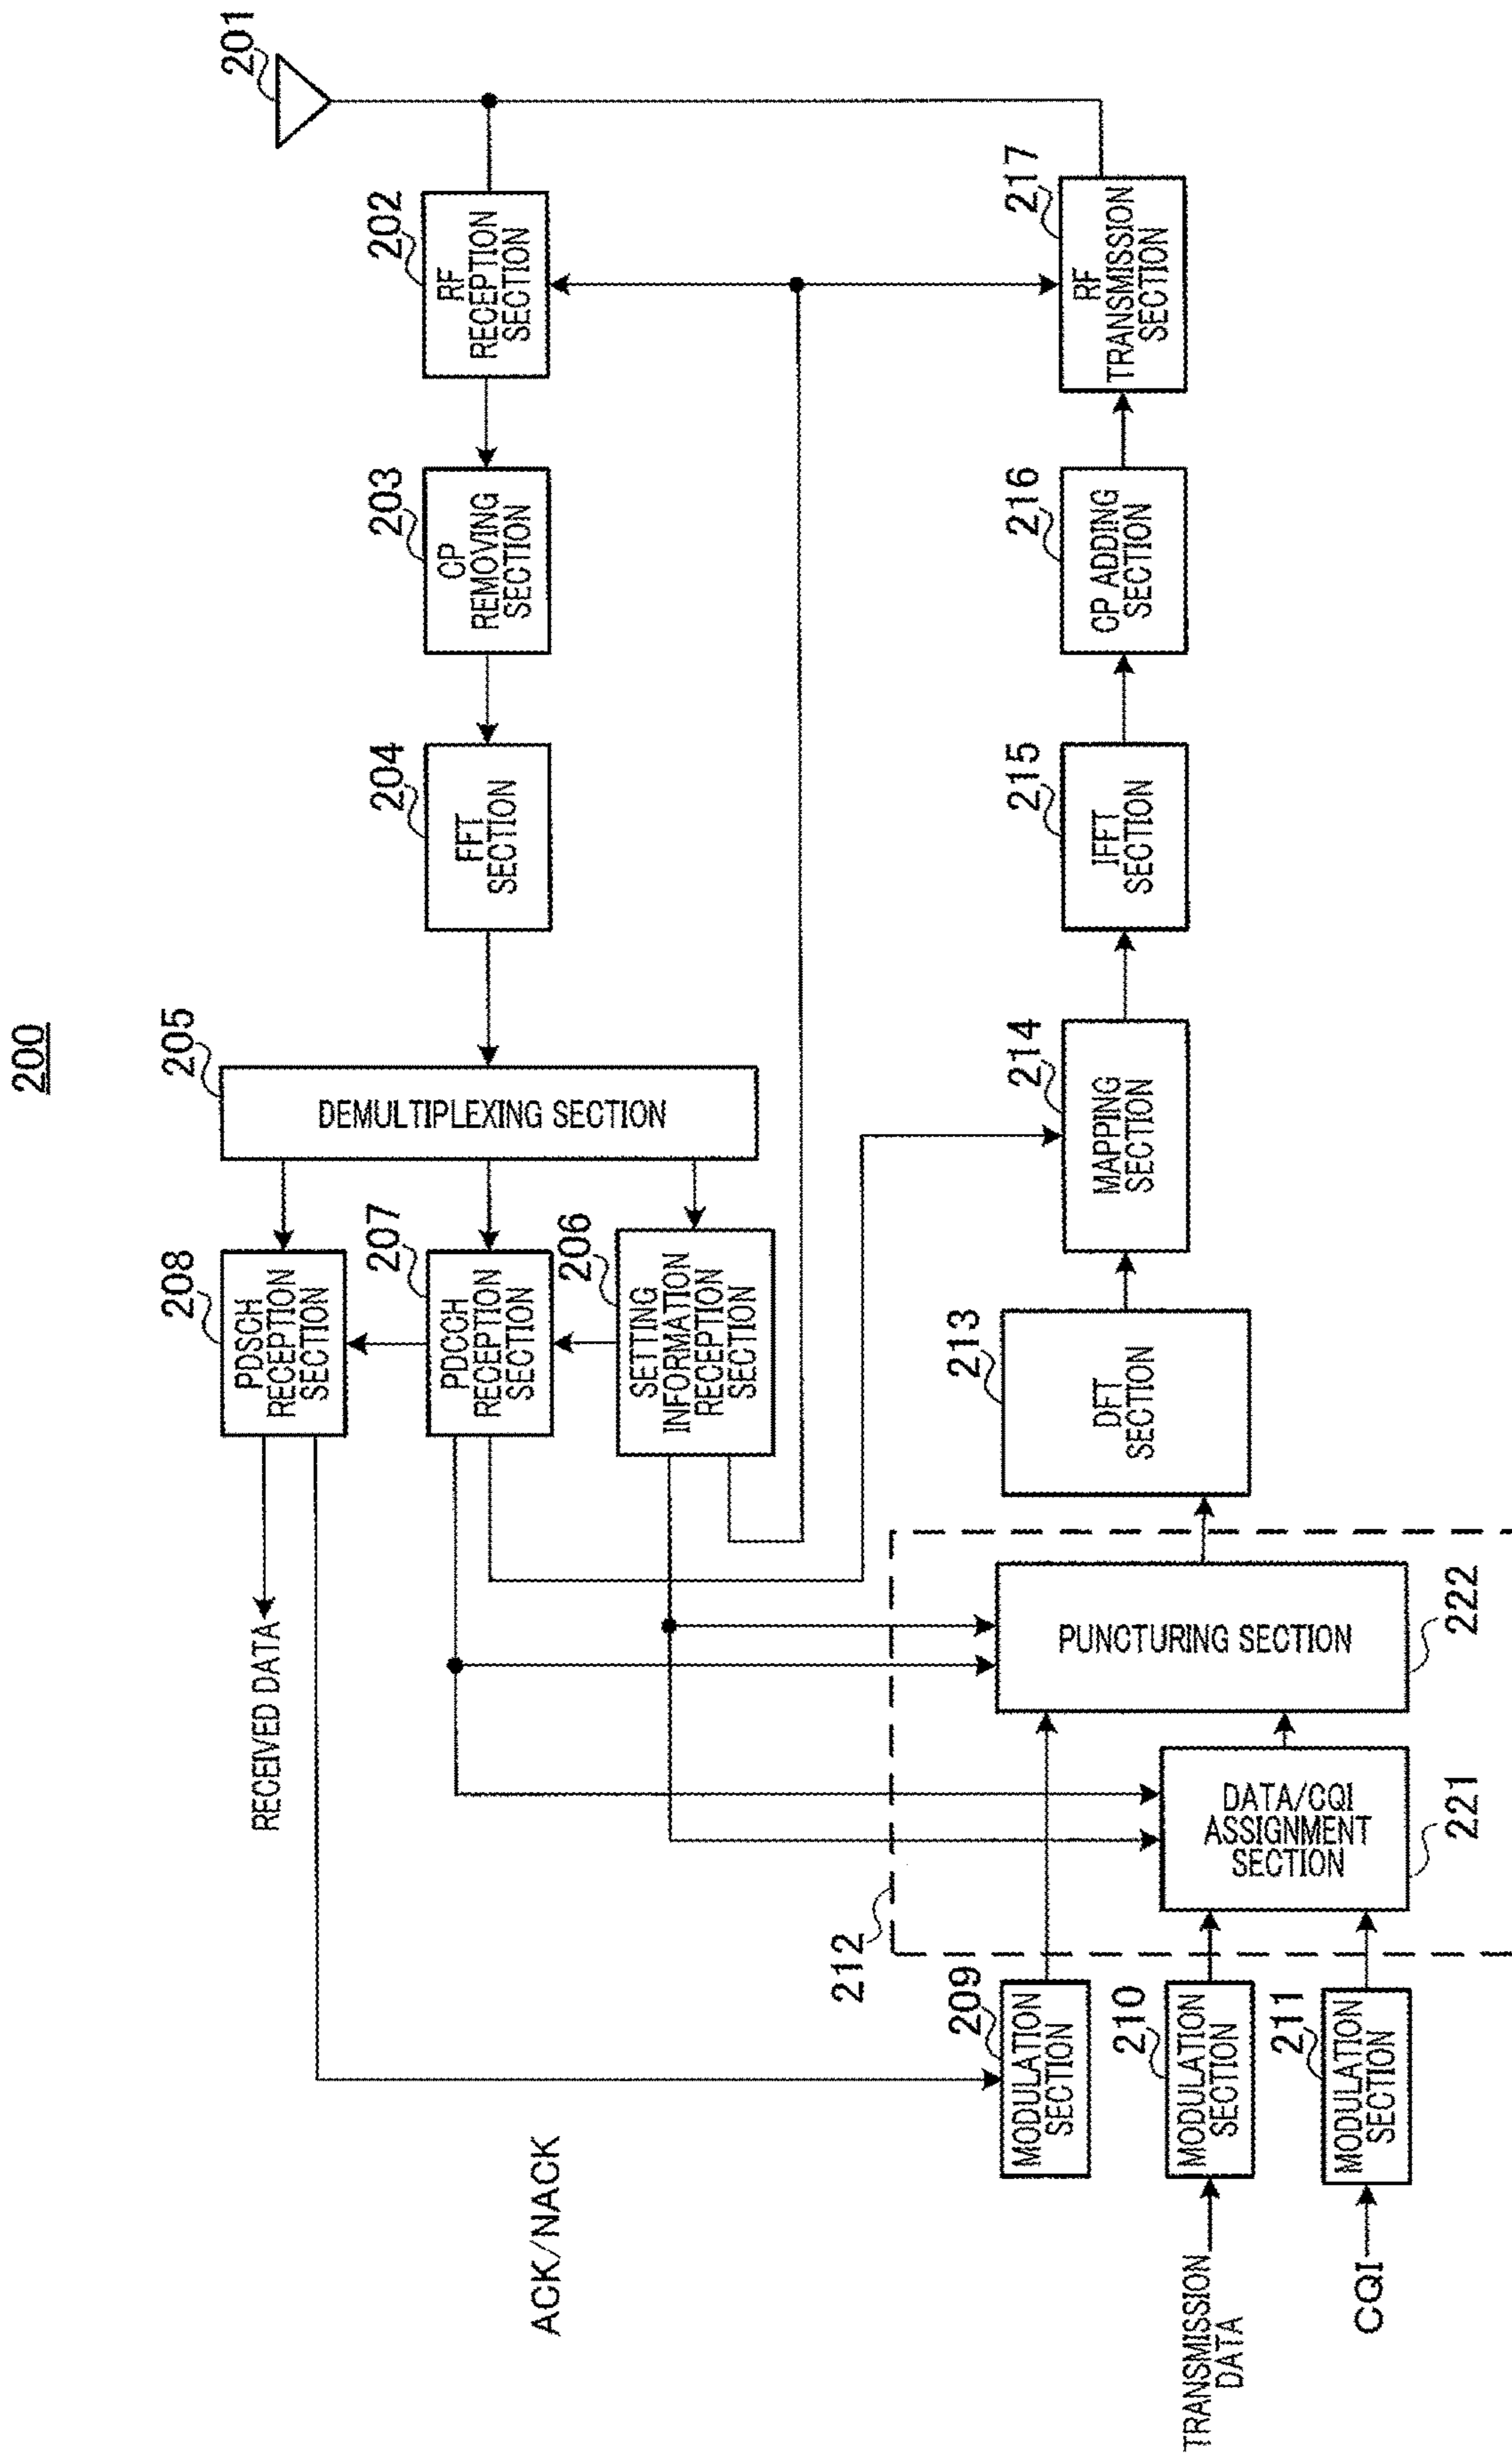 200
201
202
RF
RECEPTION
SECTION
203
CP
REMOVING
SECTION
204
FFT
SECTION
205
DEMULTIPLEXING SECTION
208
PDSCH
RECEPTION
SECTION
207
PDCCH
RECEPTION
SECTION
206
SETTING
INFORMATION
RECEPTION
SECTION
RECEIVED DATA
ACK/NACK
217
RF
TRANSMISSION
SECTION
216
CP ADDING
SECTION
215
IFFT
SECTION
214
MAPPING
SECTION
213
DFT
SECTION
212
PUNCTURING SECTION
222
DATA/CQI
ASSIGNMENT
SECTION
221
209
MODULATION
SECTION
210
MODULATION
SECTION
211
MODULATION
SECTION
TRANSMISSION
DATA
CQI